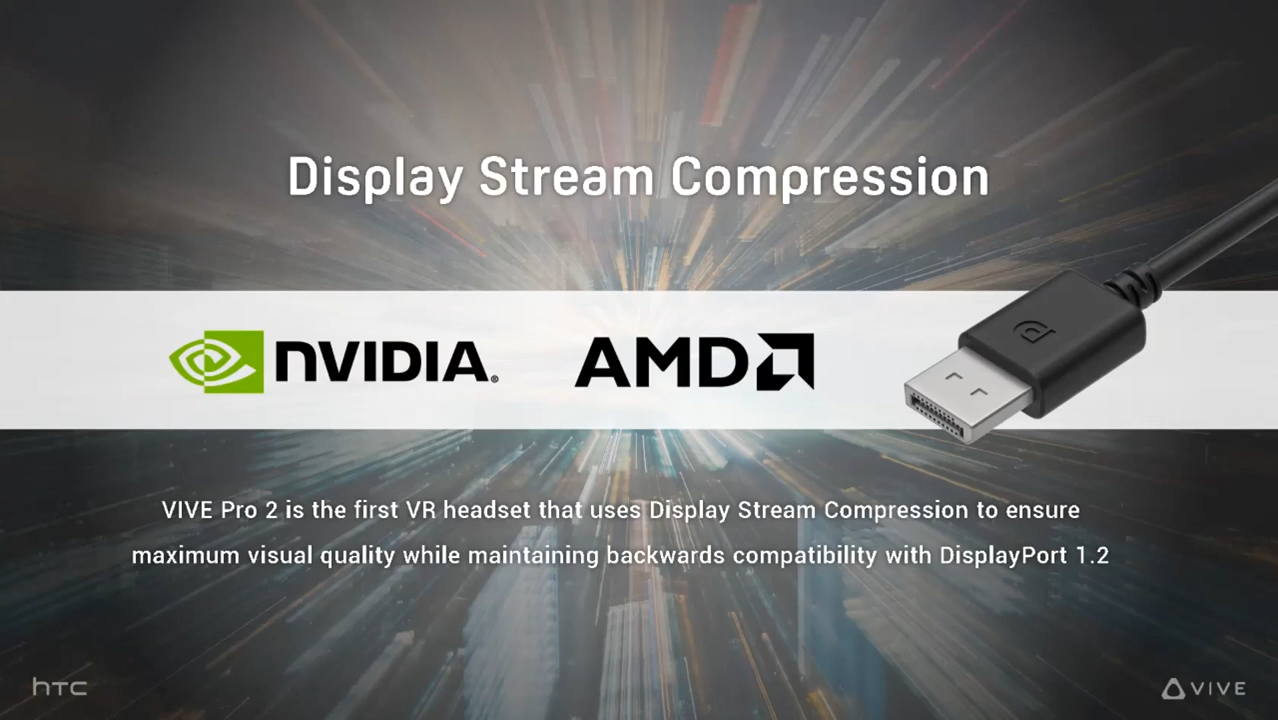 Display Stream Compression
NVIDIA®
AMD
VIVE Pro 2 is the first VR headset that uses Display Stream Compression to ensure
maximum visual quality while maintaining backwards compatibility with DisplayPort 1.2
hTC
VIVE